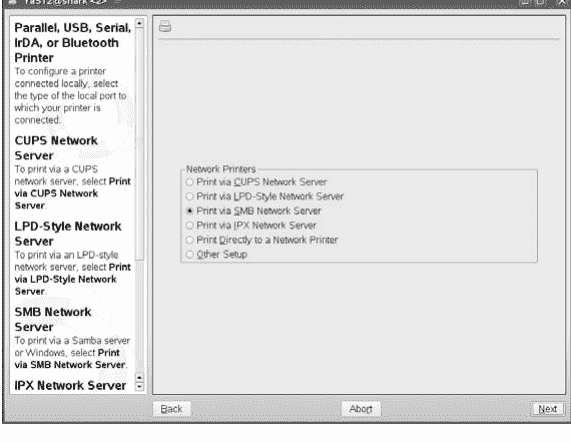 YaST2@shark <2>
Parallel, USB, Serial,
IrDA, or Bluetooth
Printer
To configure a printer
connected locally, select
the type of the local port to
which your printer is
connected.
CUPS Network
Server
To print via a CUPS
network server, select Print
via CUPS Network
Server.
LPD-Style Network
Server
To print via an LPD-style
network server, select Print
via LPD-Style Network
Server.
SMB Network
Server
To print via a Samba server
or Windows, select Print
via SMB Network Server.
IPX Network Server
Network Printers
Print via CUPS Network Server
Print via LPD-Style Network Server
Print via SMB Network Server
Print via IPX Network Server
Print Directly to a Network Printer
Other Setup
Back
Abort
Next